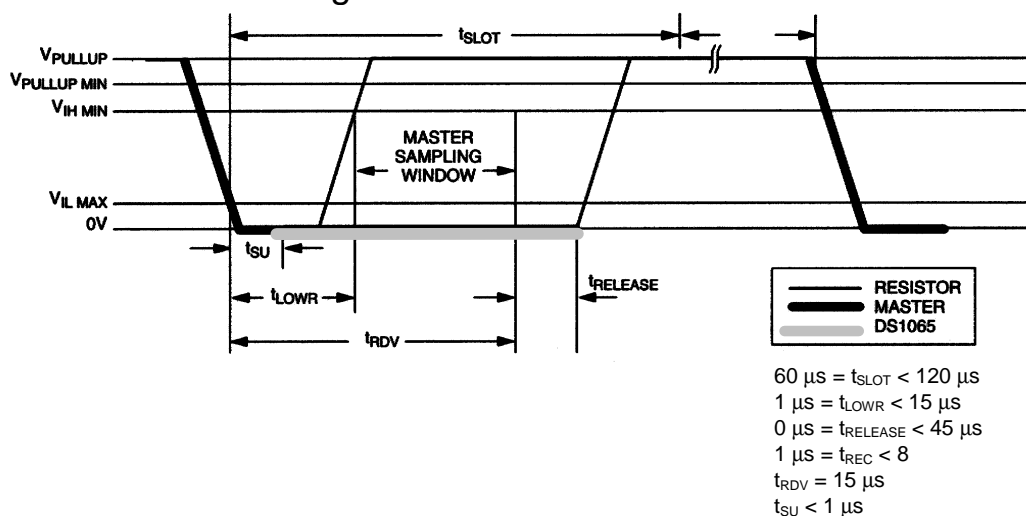 g
tSLOT
VPULLUP
VPULLUP MIN
VIH MIN
MASTER
SAMPLING
WINDOW
VIL MAX
0V
tSU
tRELEASE
tLOWR
tRDV
RESISTOR
MASTER
DS1065
60 μs = tSLOT < 120 μs
1 μs = tLOWR < 15 μs
0 μs = tRELEASE < 45 μs
1 μs = tREC < 8
tRDV = 15 μs
tSU < 1 μs